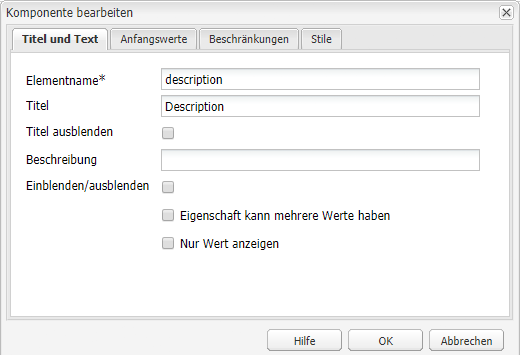 Komponente bearbeiten
Titel und Text Anfangswerte Beschränkungen Stile
Elementname* description
Titel Description
Titel ausblenden
Beschreibung
Einblenden/ausblenden
Eigenschaft kann mehrere Werte haben
Nur Wert anzeigen
Hilfe OK Abbrechen